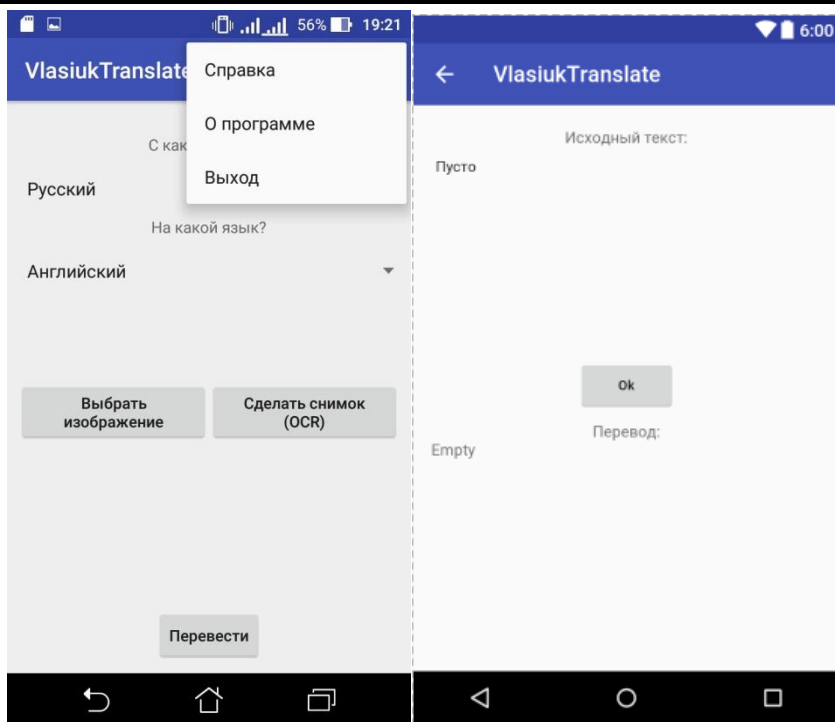 56% 19:21
VlasiukTranslate
Справка
О программе
Выход
С как
Русский
На какой язык?
Английский
Выбрать
изображение
Сделать снимок
(OCR)
Перевести
6:00
VlasiukTranslate
Исходный текст:
Пусто
Ok
Перевод:
Empty